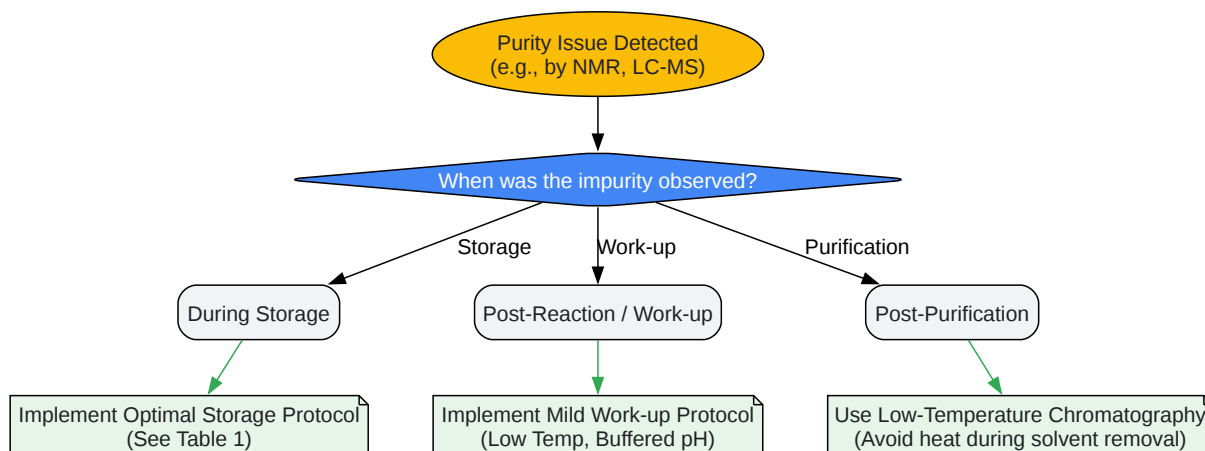 Purity Issue Detected
(e.g., by NMR, LC-MS)
When was the impurity observed?
Storage
Work-up
Purification
During Storage
Post-Reaction / Work-up
Post-Purification
Implement Optimal Storage Protocol
(See Table 1)
Implement Mild Work-up Protocol
(Low Temp, Buffered pH)
Use Low-Temperature Chromatography
(Avoid heat during solvent removal)